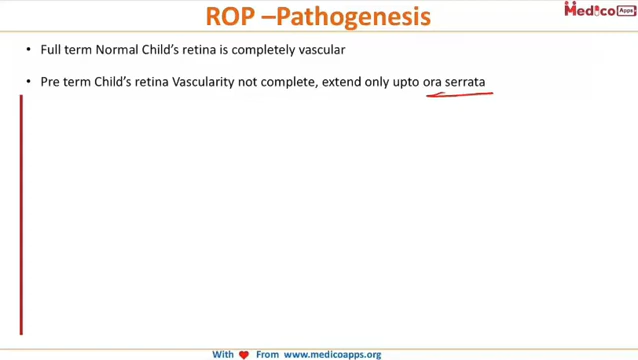 ROP –Pathogenesis
Medico Apps
• Full term Normal Child's retina is completely vascular
• Pre term Child's retina Vascularity not complete, extend only upto ora serrata
With ♥ From www.medicoapps.org